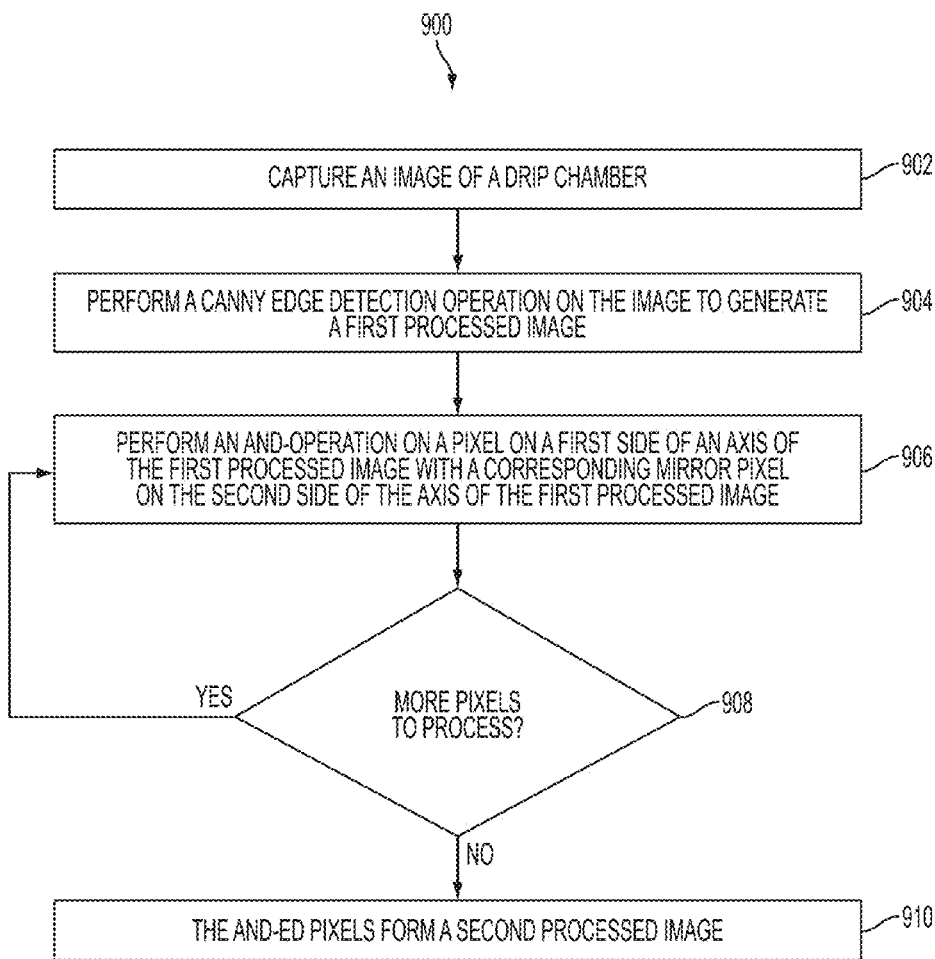 900
CAPTURE AN IMAGE OF A DRIP CHAMBER
902
PERFORM A CANNY EDGE DETECTION OPERATION ON THE IMAGE TO GENERATE
A FIRST PROCESSED IMAGE
904
PERFORM AN AND-OPERATION ON A PIXEL ON A FIRST SIDE OF AN AXIS OF
THE FIRST PROCESSED IMAGE WITH A CORRESPONDING MIRROR PIXEL
ON THE SECOND SIDE OF THE AXIS OF THE FIRST PROCESSED IMAGE
906
YES
MORE PIXELS
TO PROCESS?
908
NO
THE AND-ED PIXELS FORM A SECOND PROCESSED IMAGE
910